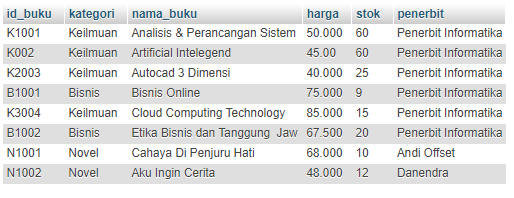 id_buku kategori nama_buku harga stok penerbit
K1001 Keilmuan Analisis & Perancangan Sistem 50.000 60 Penerbit Informatika
K002 Keilmuan Artificial Intelegend 45.00 60 Penerbit Informatika
K2003 Keilmuan Autocad 3 Dimensi 40.000 25 Penerbit Informatika
B1001 Bisnis Bisnis Online 75.000 9 Penerbit Informatika
K3004 Keilmuan Cloud Computing Technology 85.000 15 Penerbit Informatika
B1002 Bisnis Etika Bisnis dan Tanggung Jaw 67.500 20 Penerbit Informatika
N1001 Novel Cahaya Di Penjuru Hati 68.000 10 Andi Offset
N1002 Novel Aku Ingin Cerita 48.000 12 Danendra